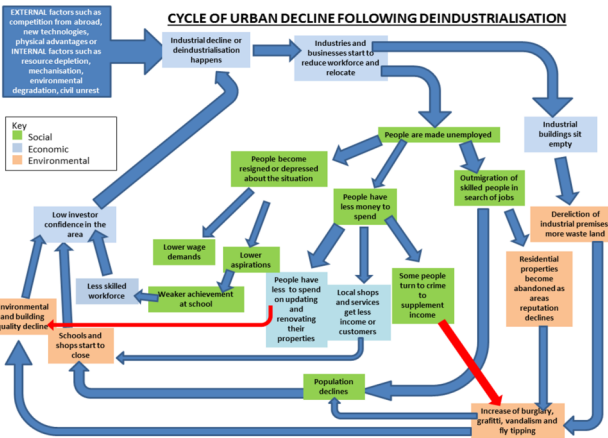 CYCLE OF URBAN DECLINE FOLLOWING DEINDUSTRIALISATION
EXTERNAL factors such as
competition from abroad,
new technologies,
physical advantages or
INTERNAL factors such as
resource depletion,
mechanisation,
environmental
degradation, civil unrest
Industrial decline or
deindustrialisation
happens
Industries and
businesses start to
reduce workforce and
relocate
Key
Social
Economic
Environmental
People are made unemployed
Industrial
buildings sit
empty
People become
resigned or depressed
about the situation
Outmigration of
skilled people in
search of jobs
People have
less money to
spend
Low investor
confidence in the
area
Dereliction of
industrial premises
more waste land
Lower wage
demands
Lower
aspirations
Residential
properties
become
abandoned as
areas
reputation
declines
Less skilled
workforce
Weaker achievement
at school
People have
less to spend
on updating
and
renovating
their
properties
Local shops
and services
get less
income or
customers
Some people
turn to crime
to
supplement
income
nvironmental
and building
uality decline
Schools and
shops start to
close
Population
declines
Increase of burglary,
grafitti, vandalism and
fly tipping